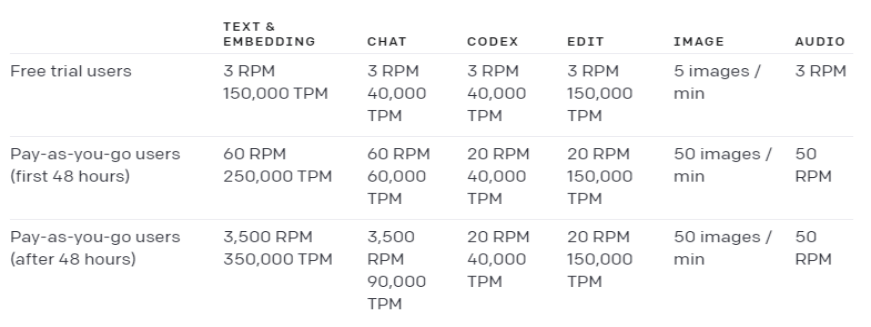 TEXT &
EMBEDDING CHAT CODEX EDIT IMAGE AUDIO
Free trial users 3 RPM 3 RPM 3 RPM 3 RPM 5 images / 3 RPM
150,000 TPM 40,000 40,000 150,000 min
TPM TPM TPM
Pay-as-you-go users 60 RPM 60 RPM 20 RPM 20 RPM 50 images / 50
(first 48 hours) 250,000 TPM 60,000 40,000 150,000 min RPM
TPM TPM TPM
Pay-as-you-go users 3,500 RPM 3,500 20 RPM 20 RPM 50 images / 50
(after 48 hours) 350,000 TPM RPM 40,000 150,000 min RPM
90,000 TPM TPM
TPM